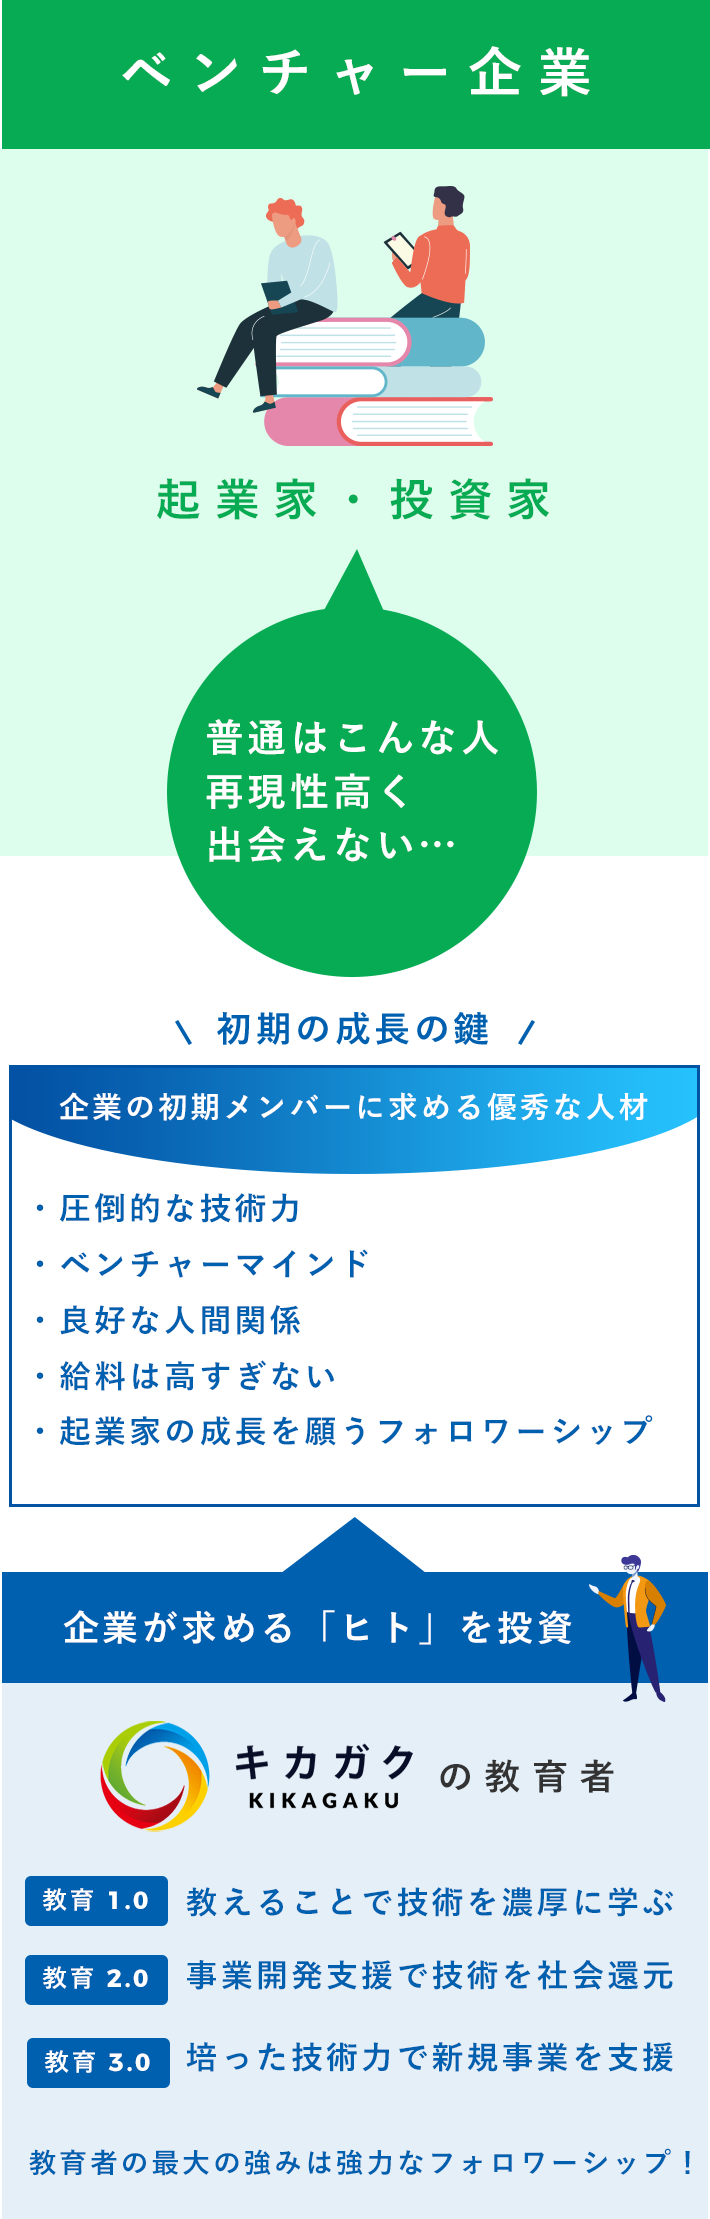 ベンチャー企業
起業家・投資家
普通はこんな人
再現性高く
出会えない…
\ 初期の成長の鍵 /
企業の初期メンバーに求める優秀な人材
・圧倒的な技術力
・ベンチャーマインド
・良好な人間関係
・給料は高すぎない
・起業家の成長を願うフォロワーシップ
企業が求める「ヒト」を投資
キカガク の教育者
KIKAGAKU
教育 1.0 教えることで技術を濃厚に学ぶ
教育 2.0 事業開発支援で技術を社会還元
教育 3.0 培った技術力で新規事業を支援
教育者の最大の強みは強力なフォロワーシップ！